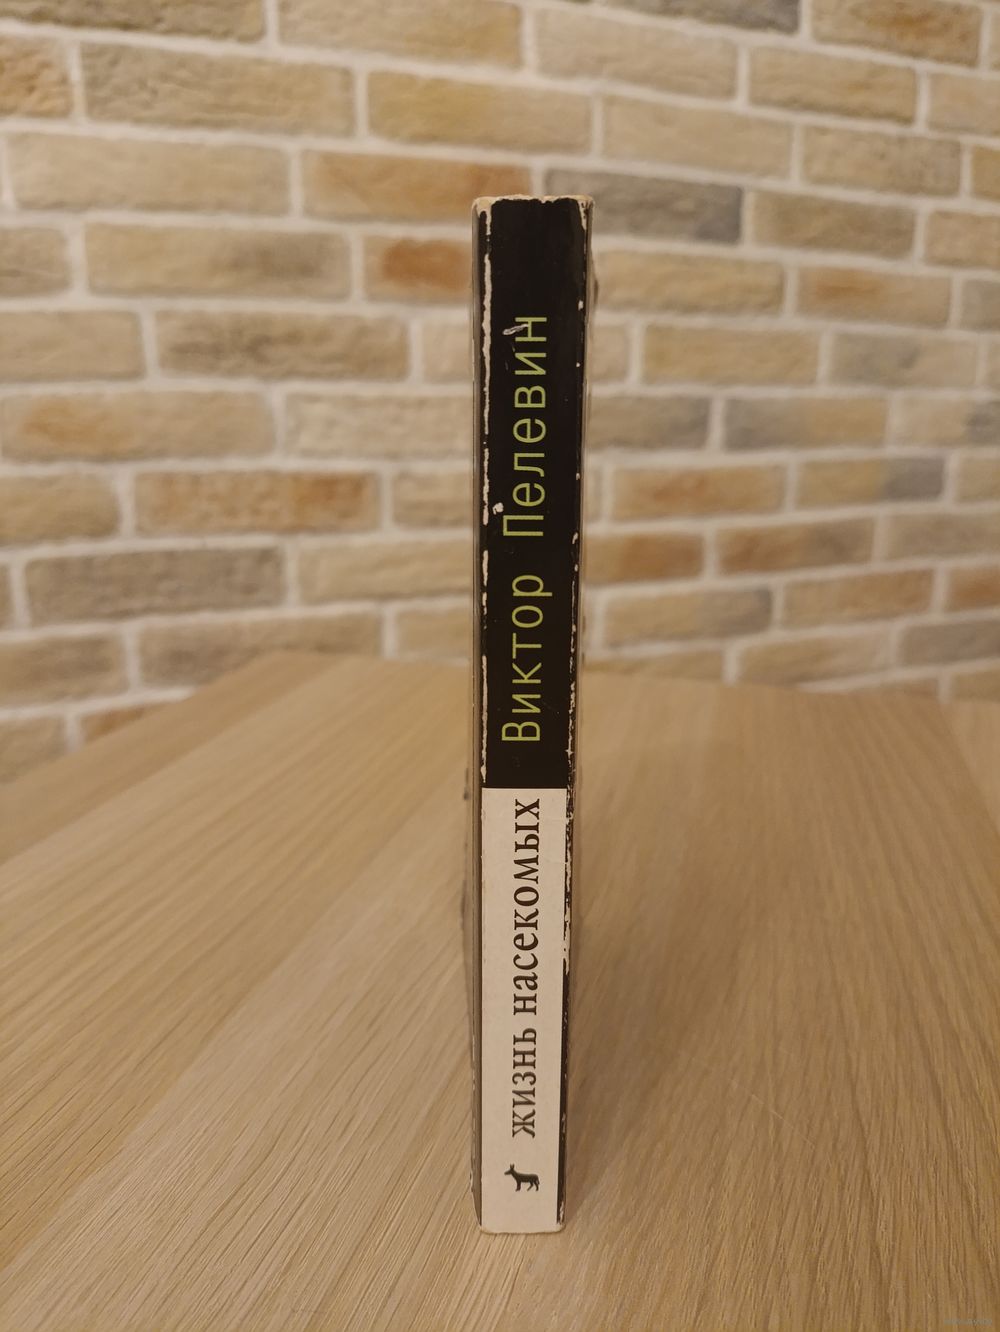 Виктор Пелевин
жизнь насекомых